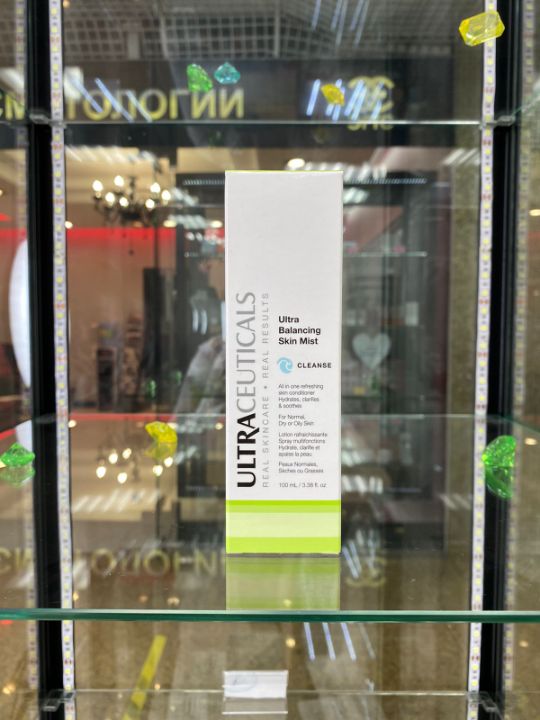 ULTRACEUTICALS
REAL SKINCARE • REAL RESULTS
Ultra
Balancing
Skin Mist
CLEANSE
All in one refreshing
skin conditioner
Hydrates, clarifies
& soothes
For Normal,
Dry or Oily Skin
Lotion rafraîchissante
Spray multifonctions
Hydrate, clarifie et
apaise la peau
Peaux Normales,
Sèches ou Grasses
100 mL / 3.38 fl. oz